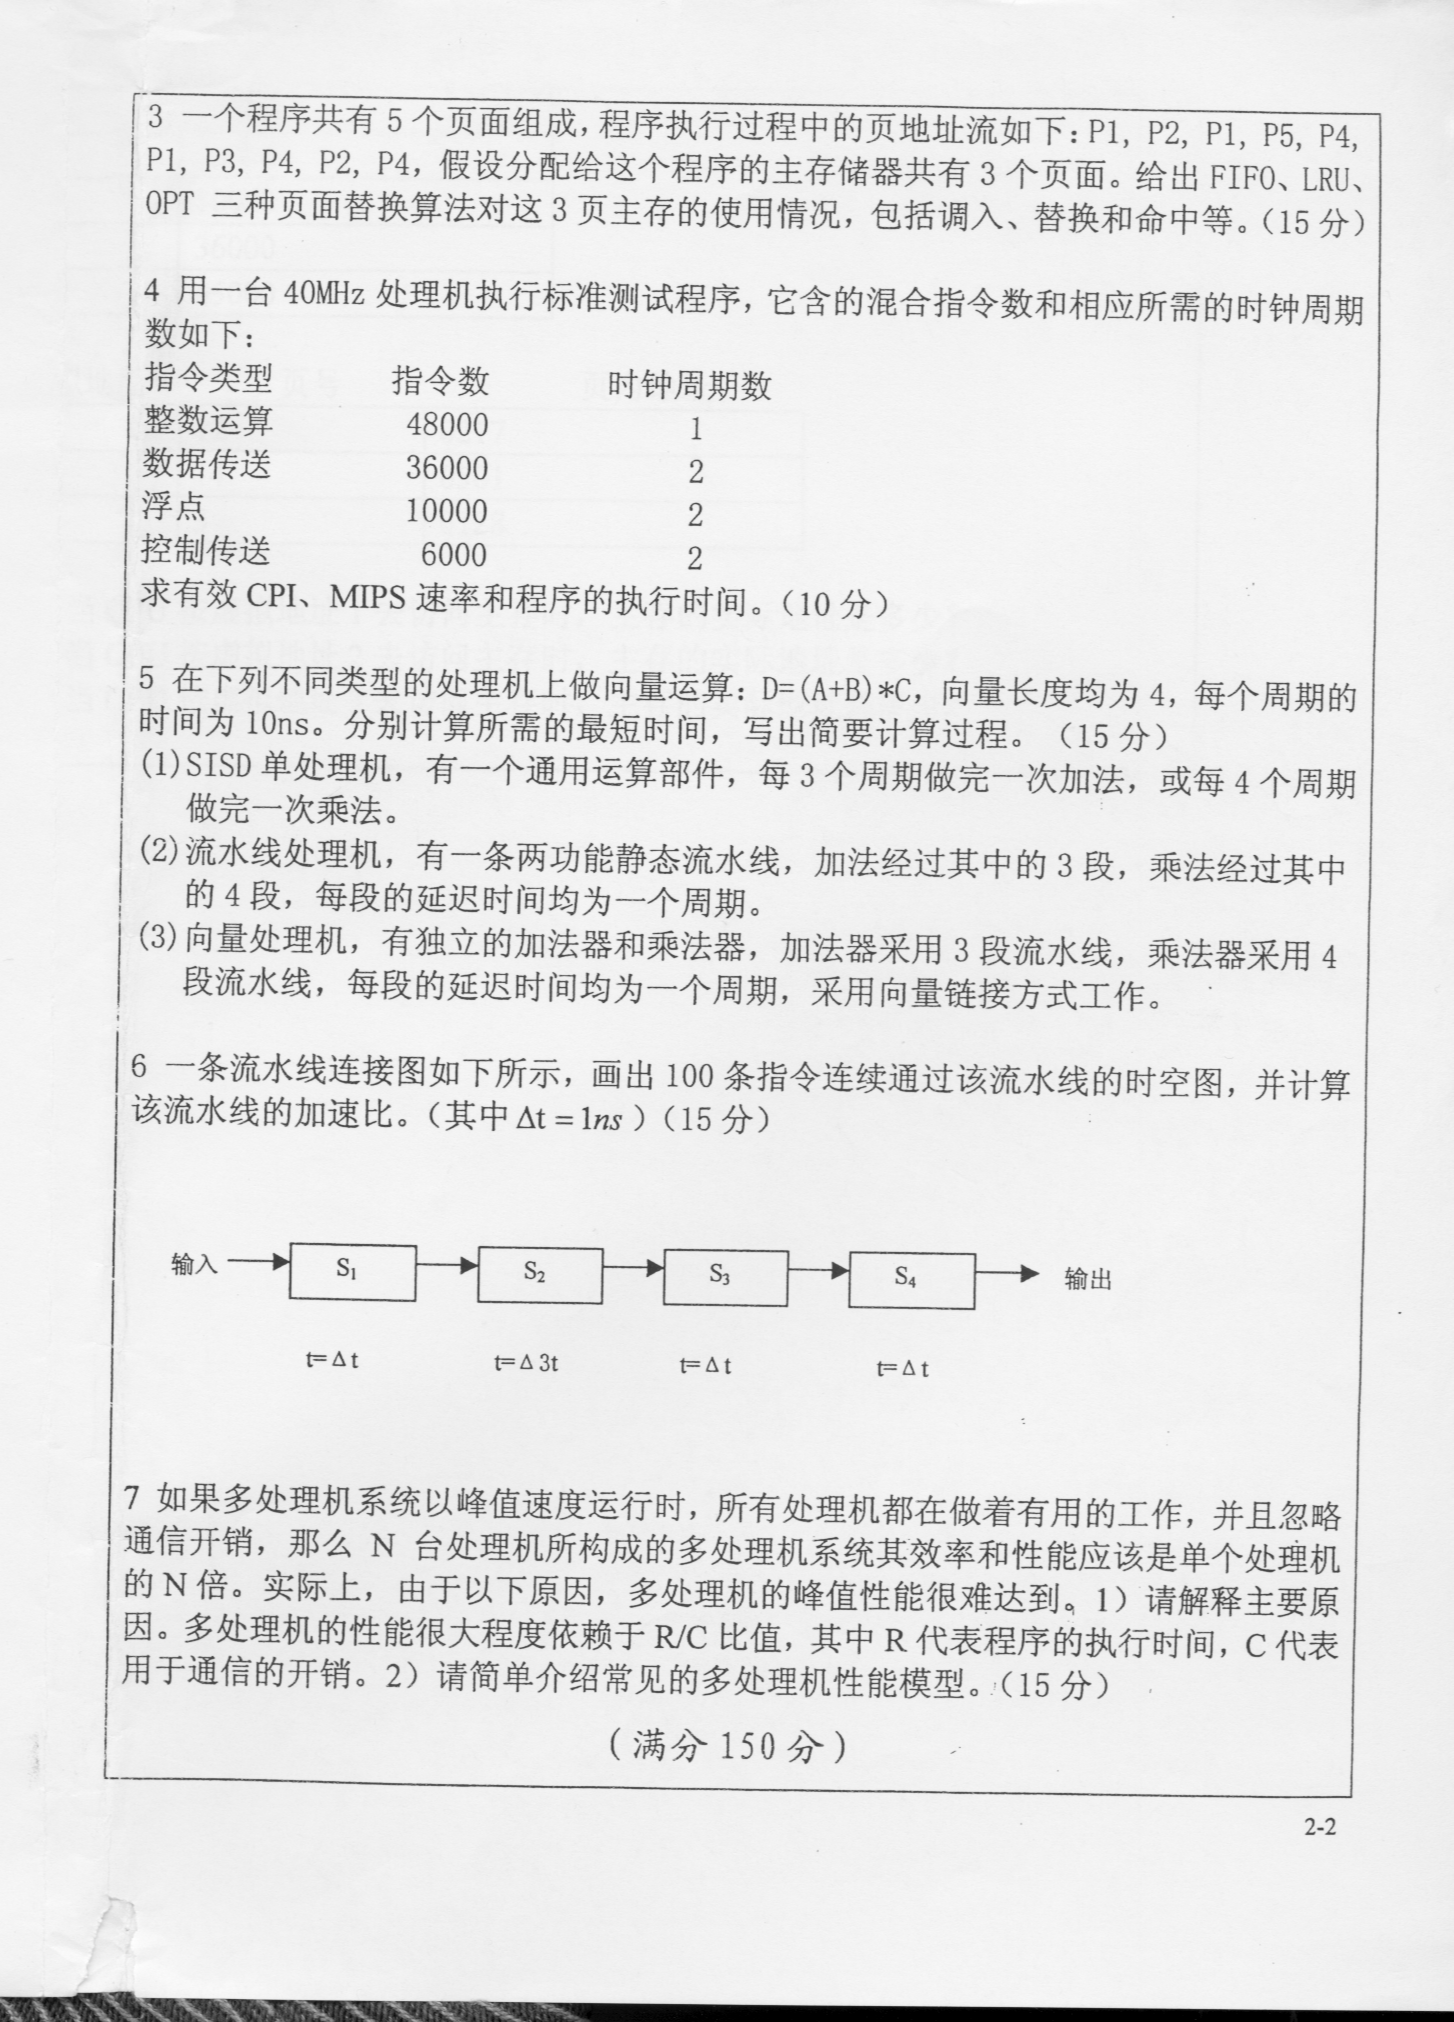 3 一个程序共有 5 个页面组成，程序执行过程中的页地址流如下：P1, P2, P1, P5, P4,
P1, P3, P4, P2, P4，假设分配给这个程序的主存储器共有 3 个页面。给出 FIFO、LRU、
OPT 三种页面替换算法对这 3 页主存的使用情况，包括调入、替换和命中等。（15 分）
4 用一台 40MHz 处理机执行标准测试程序，它含的混合指令数和相应所需的时钟周期
数如下：
指令类型 指令数 时钟周期数
整数运算 48000 1
数据传送 36000 2
浮点 10000 2
控制传送 6000 2
求有效 CPI、MIPS 速率和程序的执行时间。（10 分）
5 在下列不同类型的处理机上做向量运算：D=(A+B)*C，向量长度均为 4，每个周期的
时间为 10ns。分别计算所需的最短时间，写出简要计算过程。（15 分）
(1) SISD 单处理机，有一个通用运算部件，每 3 个周期做完一次加法，或每 4 个周期
做完一次乘法。
(2) 流水线处理机，有一条两功能静态流水线，加法经过其中的 3 段，乘法经过其中
的 4 段，每段的延迟时间均为一个周期。
(3) 向量处理机，有独立的加法器和乘法器，加法器采用 3 段流水线，乘法器采用 4
段流水线，每段的延迟时间均为一个周期，采用向量链接方式工作。
6 一条流水线连接图如下所示，画出 100 条指令连续通过该流水线的时空图，并计算
该流水线的加速比。（其中 Δt = 1ns ）（15 分）
输入 S₁ S₂ S₃ S₄ 输出
t=Δt t=Δ3t t=Δt t=Δt
7 如果多处理机系统以峰值速度运行时，所有处理机都在做着有用的工作，并且忽略
通信开销，那么 N 台处理机所构成的多处理机系统其效率和性能应该是单个处理机
的 N 倍。实际上，由于以下原因，多处理机的峰值性能很难达到。1）请解释主要原
因。多处理机的性能很大程度依赖于 R/C 比值，其中 R 代表程序的执行时间，C 代表
用于通信的开销。2）请简单介绍常见的多处理机性能模型。（15 分）
（满分 150 分）
2-2